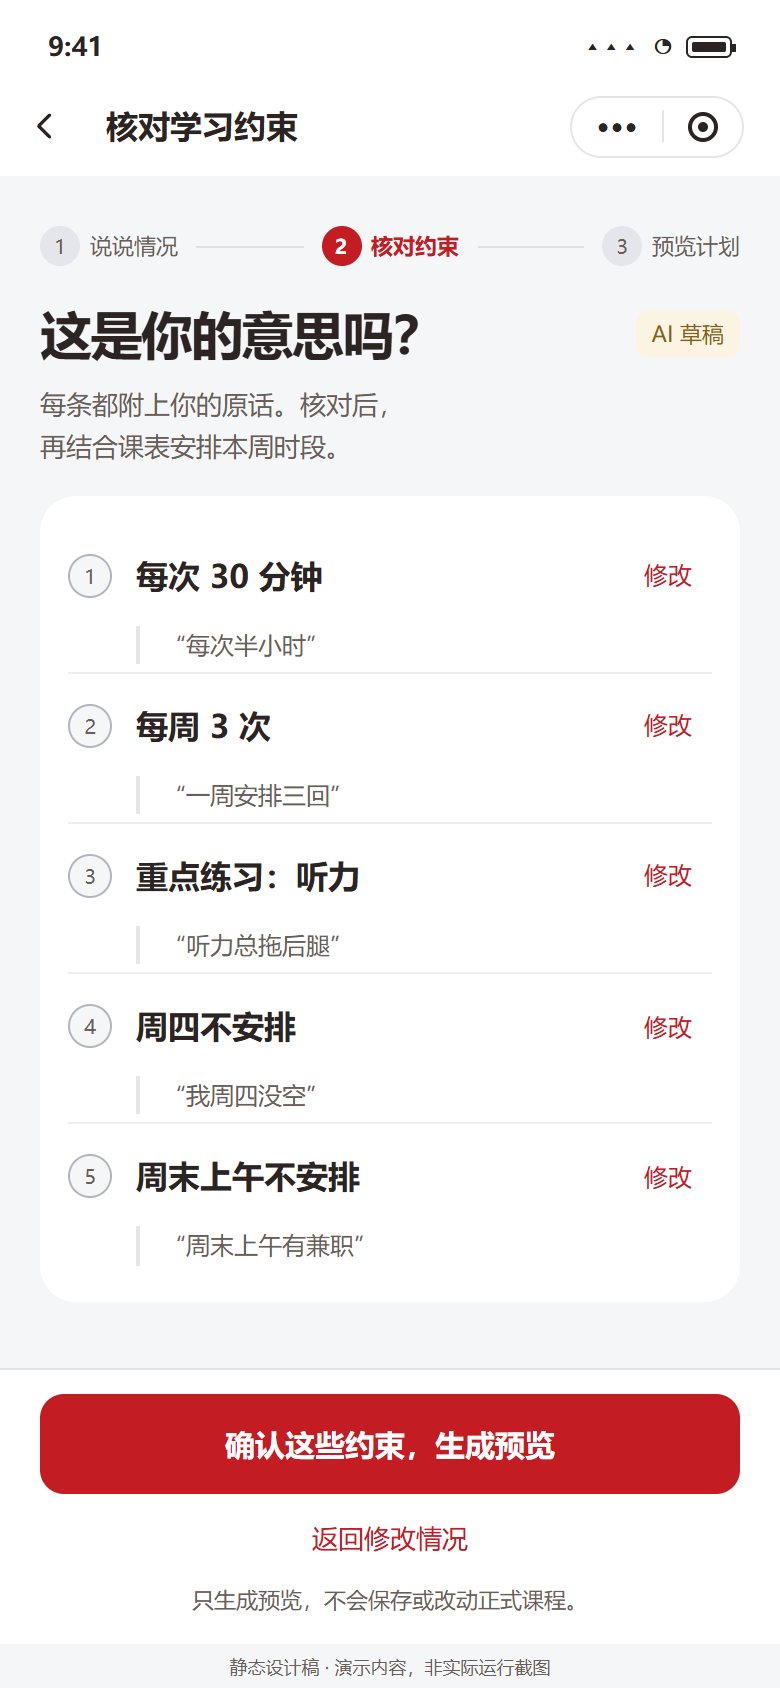 9:41
核对学习约束
1 说说情况 2 核对约束 3 预览计划
这是你的意思吗？
AI 草稿
每条都附上你的原话。核对后，
再结合课表安排本周时段。
1 每次 30 分钟 修改
“每次半小时”
2 每周 3 次 修改
“一周安排三回”
3 重点练习：听力 修改
“听力总拖后腿”
4 周四不安排 修改
“我周四没空”
5 周末上午不安排 修改
“周末上午有兼职”
确认这些约束，生成预览
返回修改情况
只生成预览，不会保存或改动正式课程。
静态设计稿 · 演示内容，非实际运行截图